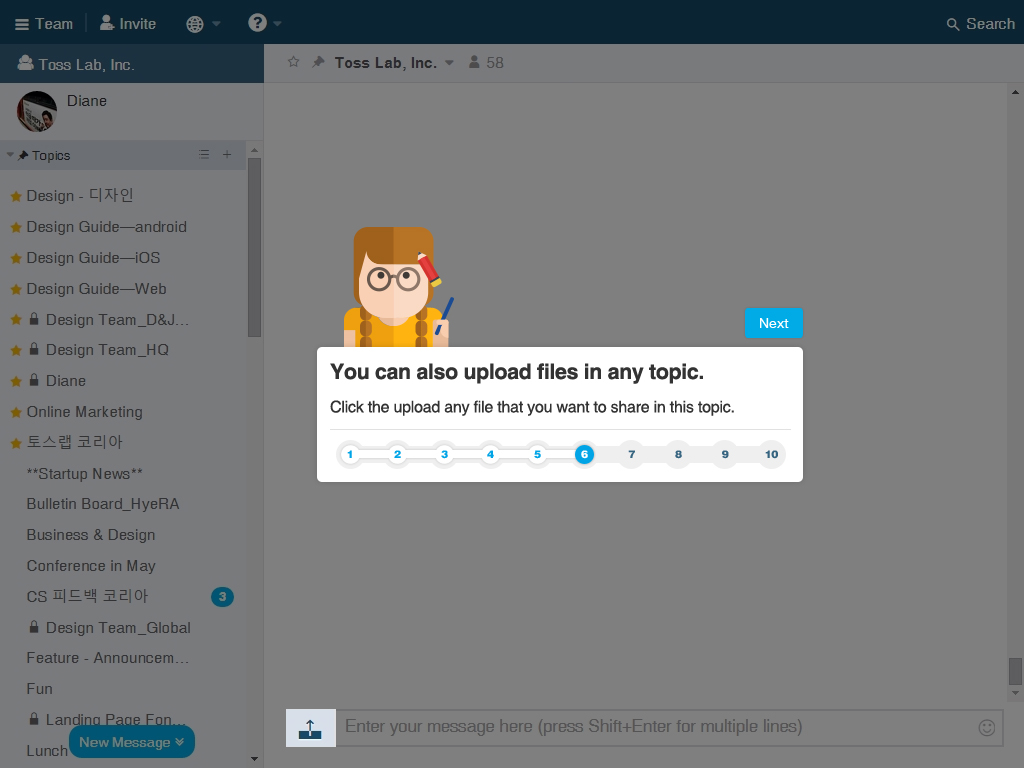 Team Invite Search
Toss Lab, Inc.
Toss Lab, Inc. 58
Diane
Topics
Design - 디자인
Design Guide—android
Design Guide—iOS
Design Guide—Web
Design Team_D&J...
Design Team_HQ
Diane
Online Marketing
토스랩 코리아
**Startup News**
Bulletin Board_HyeRA
Business & Design
Conference in May
CS 피드백 코리아 3
Design Team_Global
Feature - Announcem...
Fun
Landing Page Fon...
Lunch
New Message
Next
You can also upload files in any topic.
Click the upload any file that you want to share in this topic.
1 2 3 4 5 6 7 8 9 10
Enter your message here (press Shift+Enter for multiple lines)